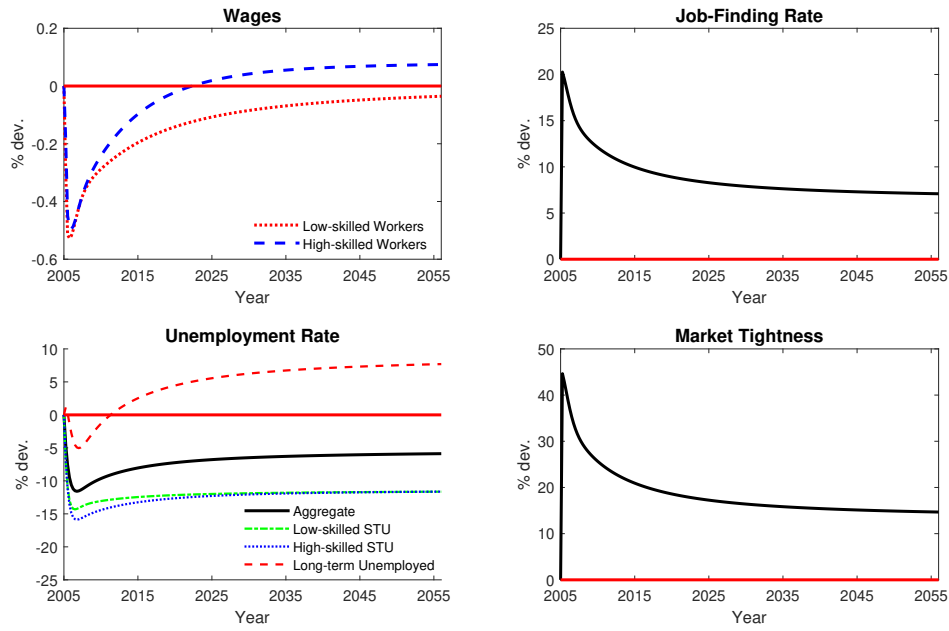 Wages
0.2
0
-0.2
-0.4
-0.6
% dev.
Low-skilled Workers
High-skilled Workers
2005 2015 2025 2035 2045 2055
Year
Job-Finding Rate
25
20
15
10
5
0
% dev.
2005 2015 2025 2035 2045 2055
Year
Unemployment Rate
10
5
0
-5
-10
-15
-20
-25
% dev.
Aggregate
Low-skilled STU
High-skilled STU
Long-term Unemployed
2005 2015 2025 2035 2045 2055
Year
Market Tightness
50
40
30
20
10
0
% dev.
2005 2015 2025 2035 2045 2055
Year